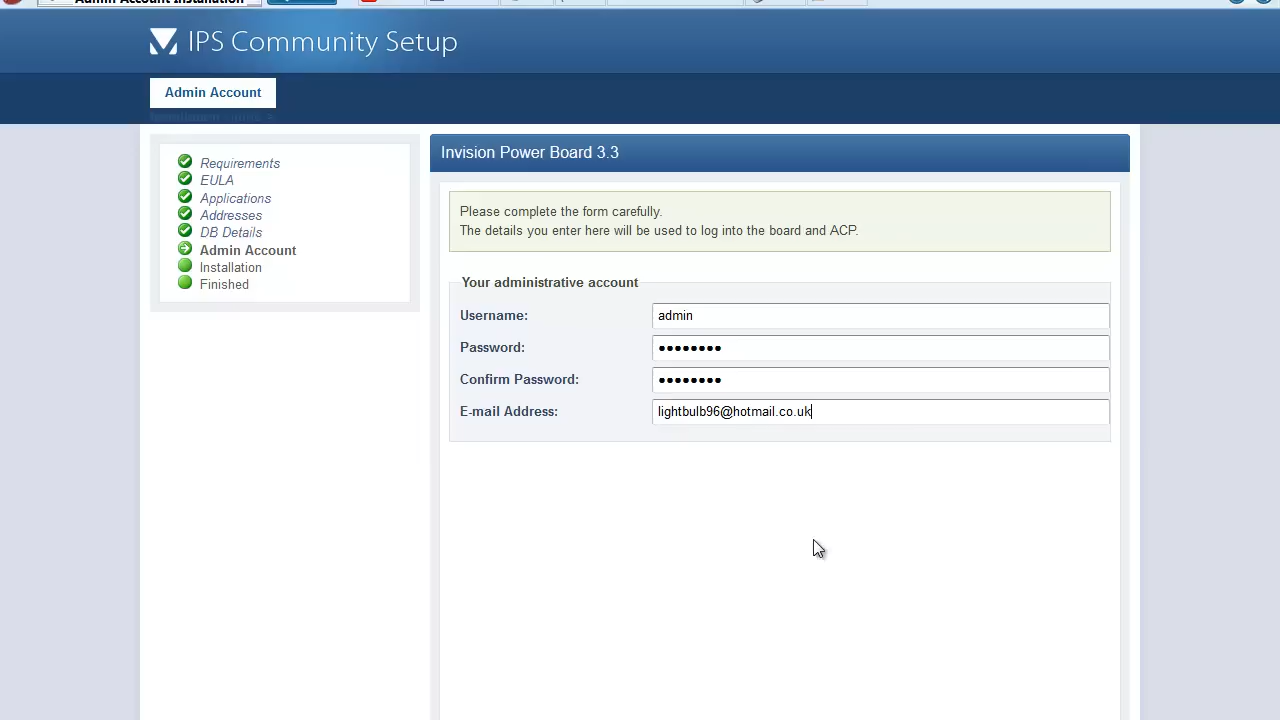 Admin Account Installation
IPS Community Setup
Admin Account
Requirements
EULA
Applications
Addresses
DB Details
Admin Account
Installation
Finished
Invision Power Board 3.3
Please complete the form carefully.
The details you enter here will be used to log into the board and ACP.
Your administrative account
Username: admin
Password: ••••••••
Confirm Password: ••••••••
E-mail Address: lightbulb96@hotmail.co.uk